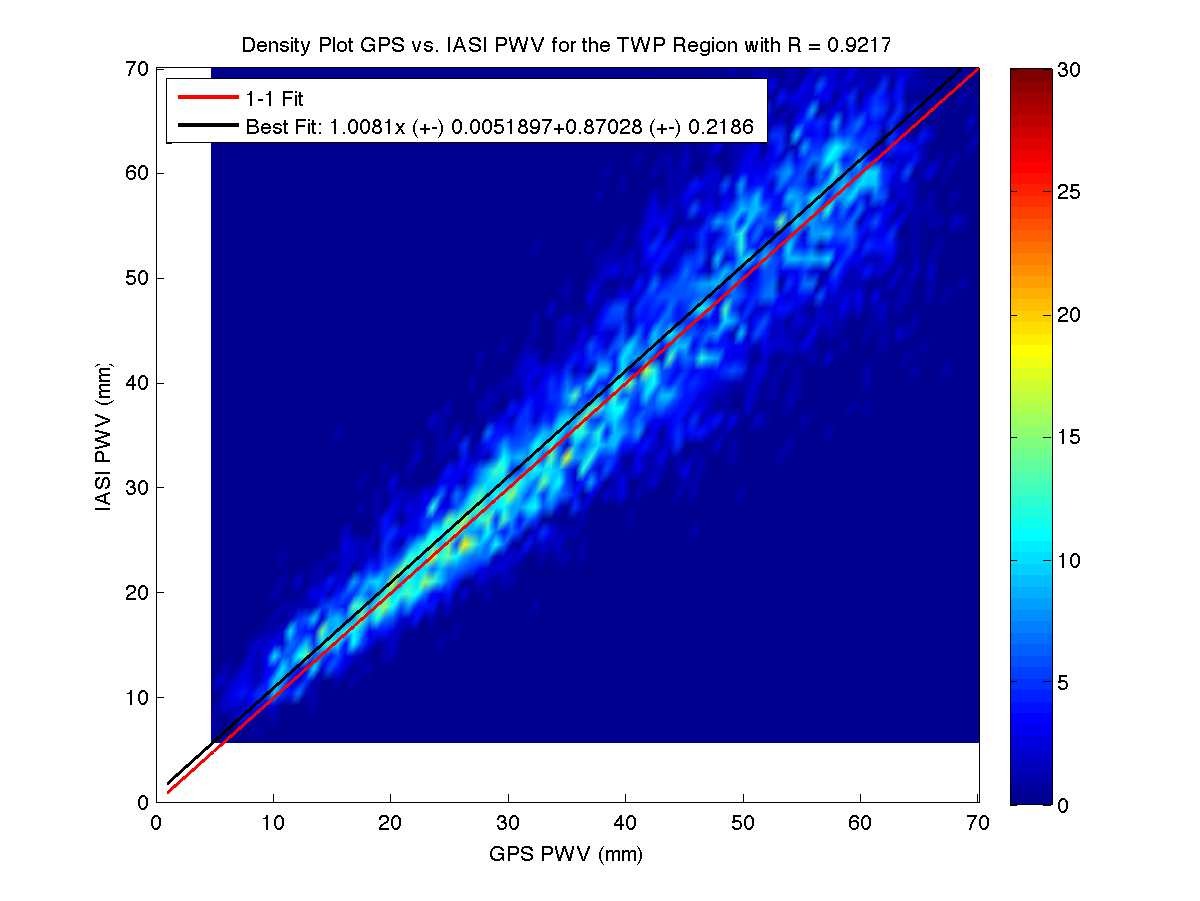 Density Plot GPS vs. IASI PWV for the TWP Region with R = 0.9217
1-1 Fit
Best Fit: 1.0081x (+-) 0.0051897+0.87028 (+-) 0.2186
70
60
50
40
30
20
10
0
IASI PWV (mm)
0 10 20 30 40 50 60 70
GPS PWV (mm)
30
25
20
15
10
5
0